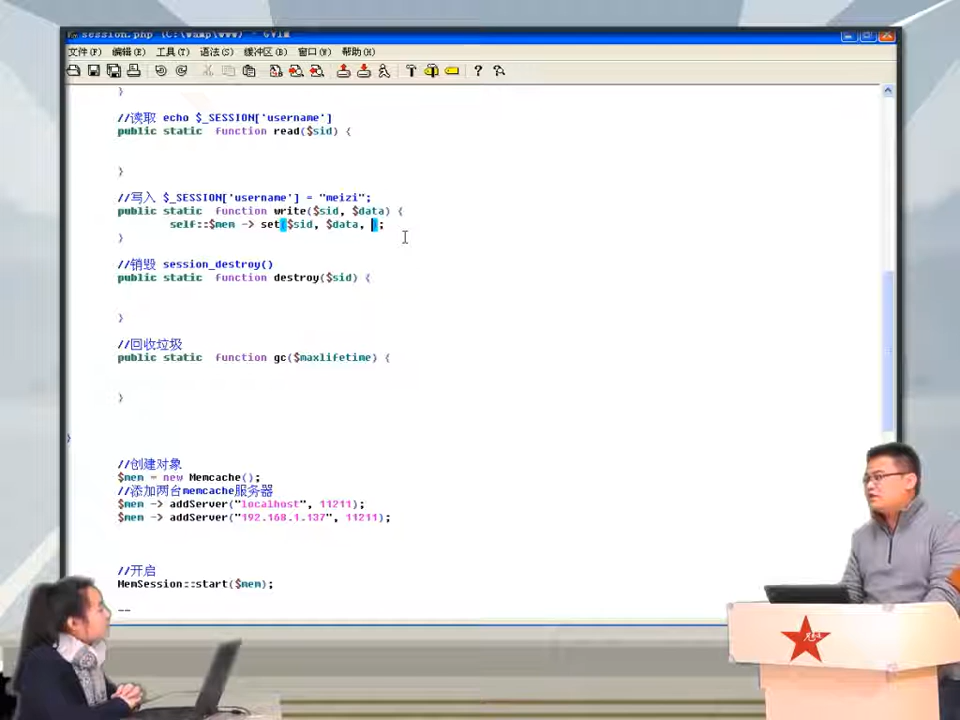 session.php (C:\wamp\www) - GVIM
文件(F) 编辑(E) 工具(T) 语法(S) 缓冲区(B) 窗口(W) 帮助(H)
}
//读取 echo $_SESSION['username']
public static function read($sid) {
}
//写入 $_SESSION['username'] = "meizi";
public static function write($sid, $data) {
self::$mem -> set($sid, $data, );
}
//销毁 session_destroy()
public static function destroy($sid) {
}
//回收垃圾
public static function gc($maxlifetime) {
}
}
//创建对象
$mem = new Memcache();
//添加两台memcache服务器
$mem -> addServer("localhost", 11211);
$mem -> addServer("192.168.1.137", 11211);
//开启
MemSession::start($mem);
--